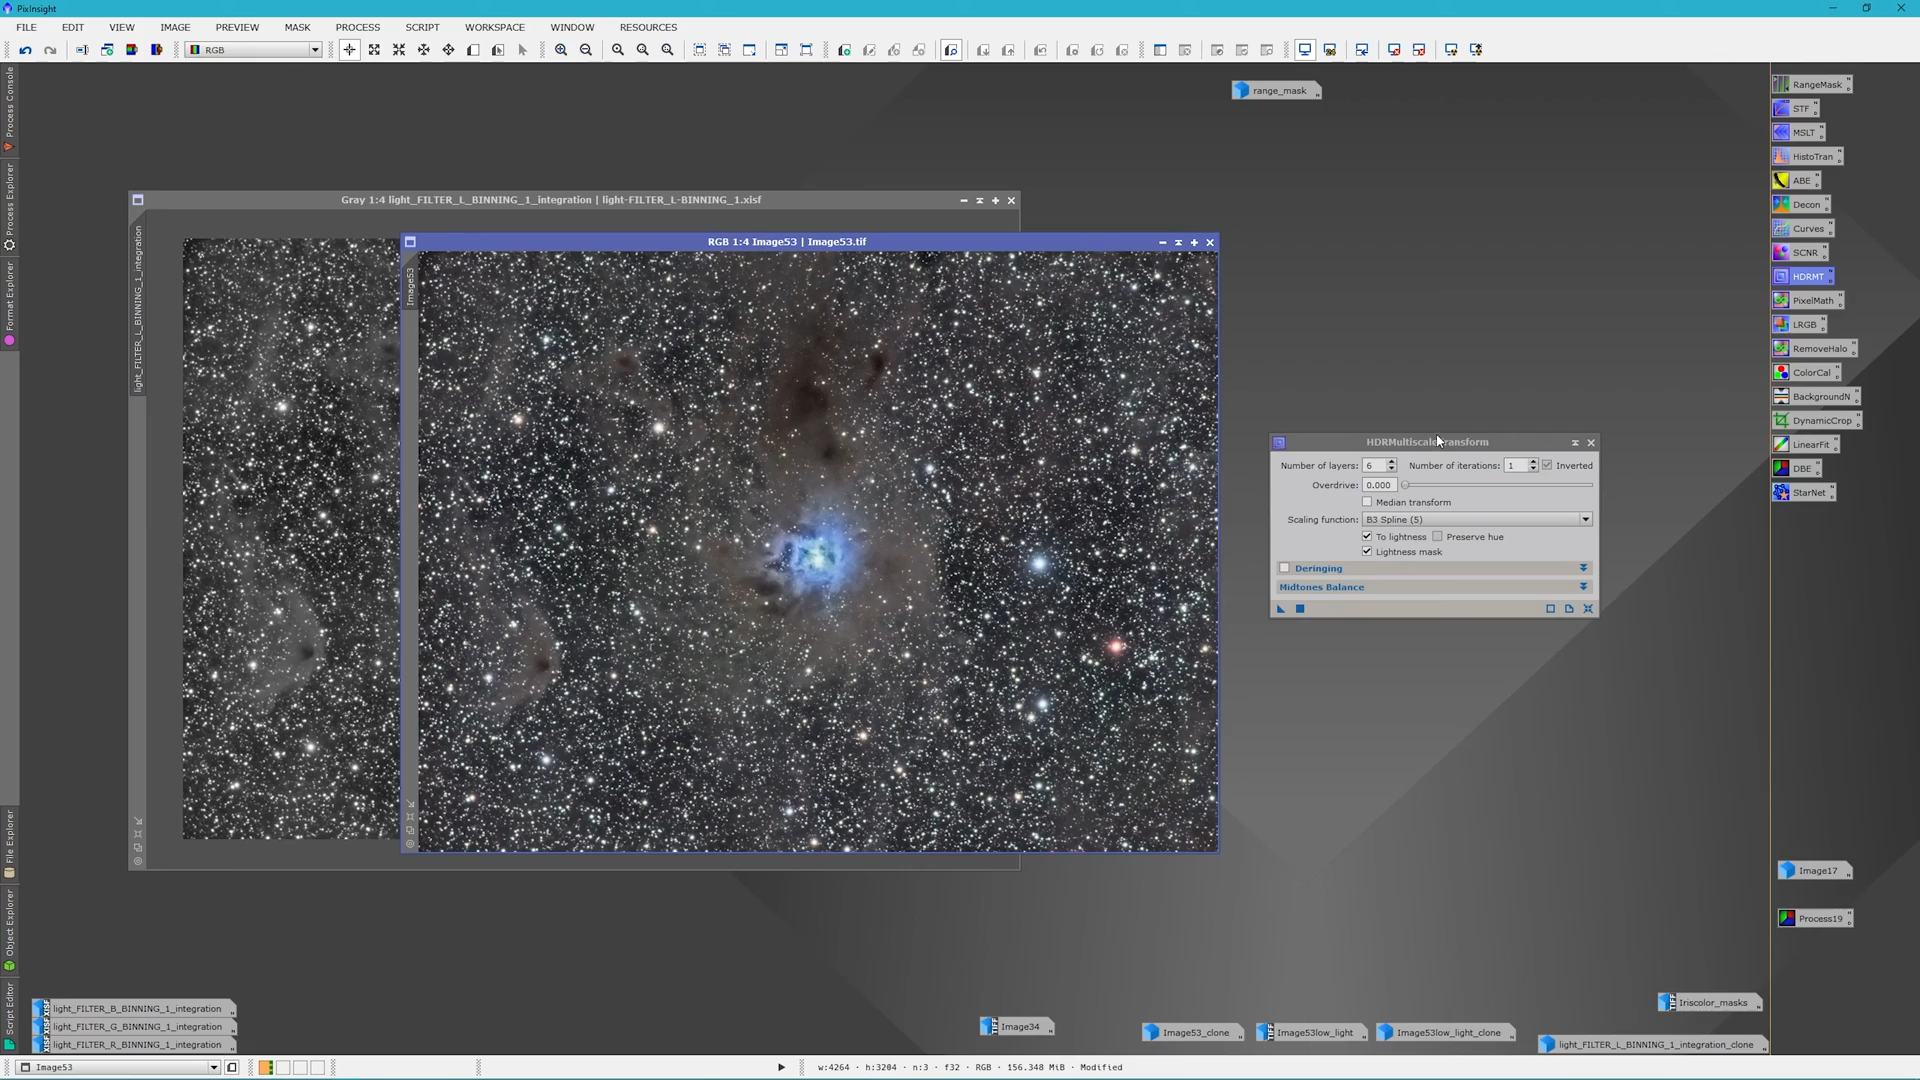 PixInsight
FILE EDIT VIEW IMAGE PREVIEW MASK PROCESS SCRIPT WORKSPACE WINDOW RESOURCES
RGB
Process Console
Process Explorer
Format Explorer
File Explorer
Object Explorer
Script Editor
range_mask
Gray 1:4 light_FILTER_L_BINNING_1_integration | light-FILTER_L-BINNING_1.xisf
light_FILTER_L_BINNING_1_integration
RGB 1:4 Image53 | Image53.tif
Image53
HDRMultiscaleTransform
Number of layers: 6 Number of iterations: 1 Inverted
Overdrive: 0.000
Median transform
Scaling function: B3 Spline (5)
To lightness Preserve hue
Lightness mask
Deringing
Midtones Balance
RangeMask
STF
MSLT
HistoTran
ABE
Decon
Curves
SCNR
HDRMT
PixelMath
LRGB
RemoveHalo
ColorCal
BackgroundN
DynamicCrop
LinearFit
DBE
StarNet
Image17
Process19
Iriscolor_masks
light_FILTER_B_BINNING_1_integration
light_FILTER_G_BINNING_1_integration
light_FILTER_R_BINNING_1_integration
Image34
Image53_clone
Image53low_light
Image53low_light_clone
light_FILTER_L_BINNING_1_integration_clone
Image53
w:4264 · h:3204 · n:3 · f32 · RGB · 156.348 MiB · Modified